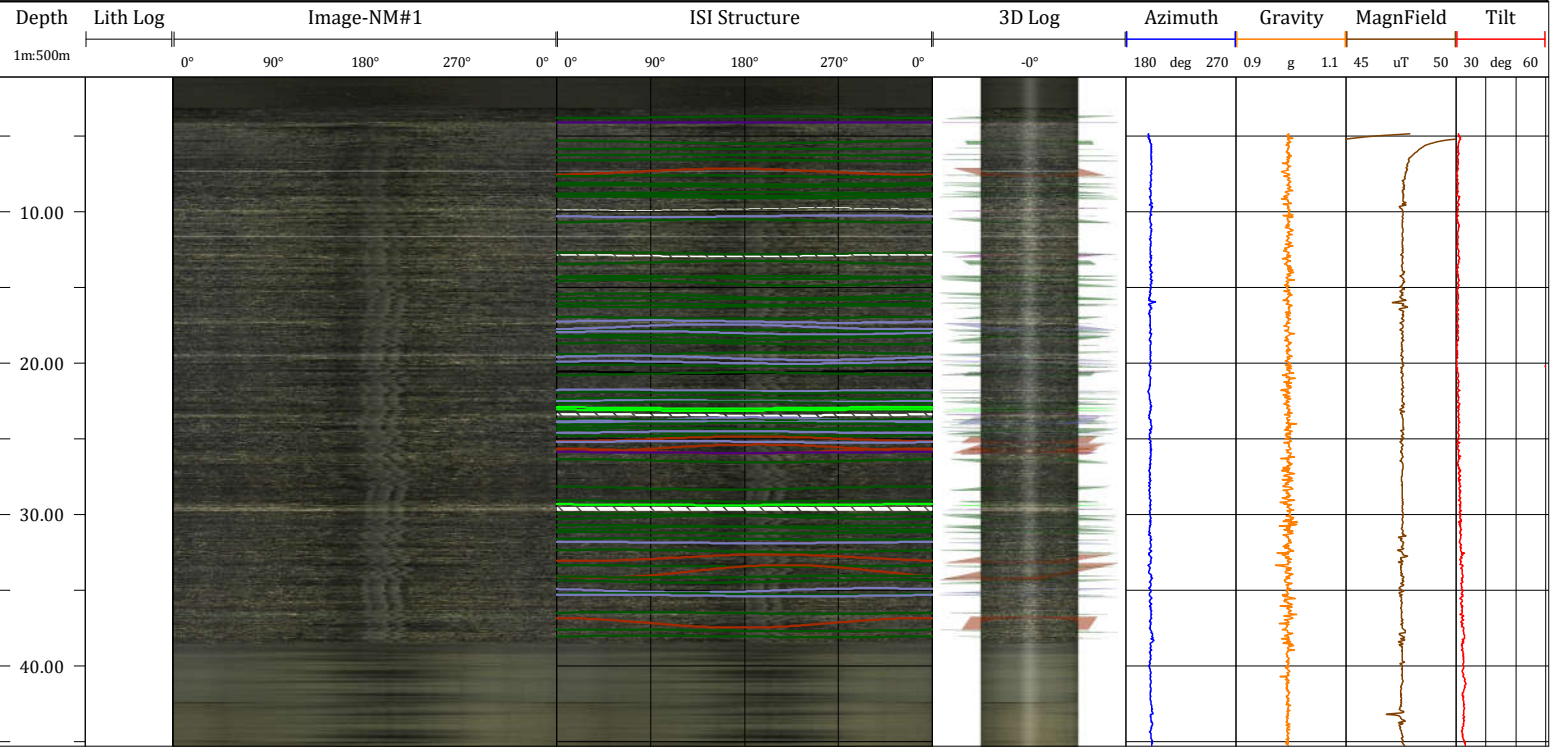 Depth Lith Log Image-NM#1 ISI Structure 3D Log Azimuth Gravity MagnField Tilt
1m:500m 0° 90° 180° 270° 0° 0° 90° 180° 270° 0° -0° 180 deg 270 0.9 g 1.1 45 uT 50 30 deg 60
10.00
20.00
30.00
40.00